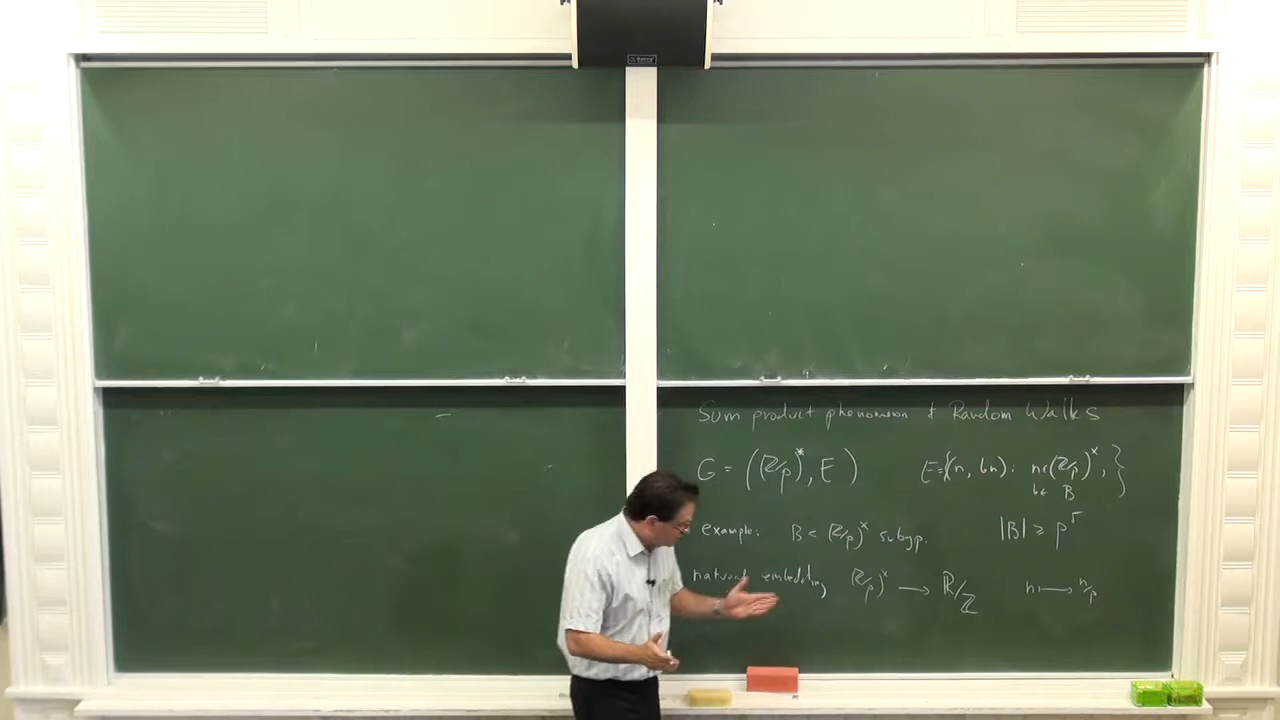 Sum product phenomenon & Random Walks
G = ((ℤ/p)^*, E) E={(n, bn): n∈(ℤ/p)^×, b∈ B}
example: B < (ℤ/p)^× subgp. |B| ≥ p^δ
natural embedding (ℤ/p)^× → ℝ/ℤ n ↦ n/p